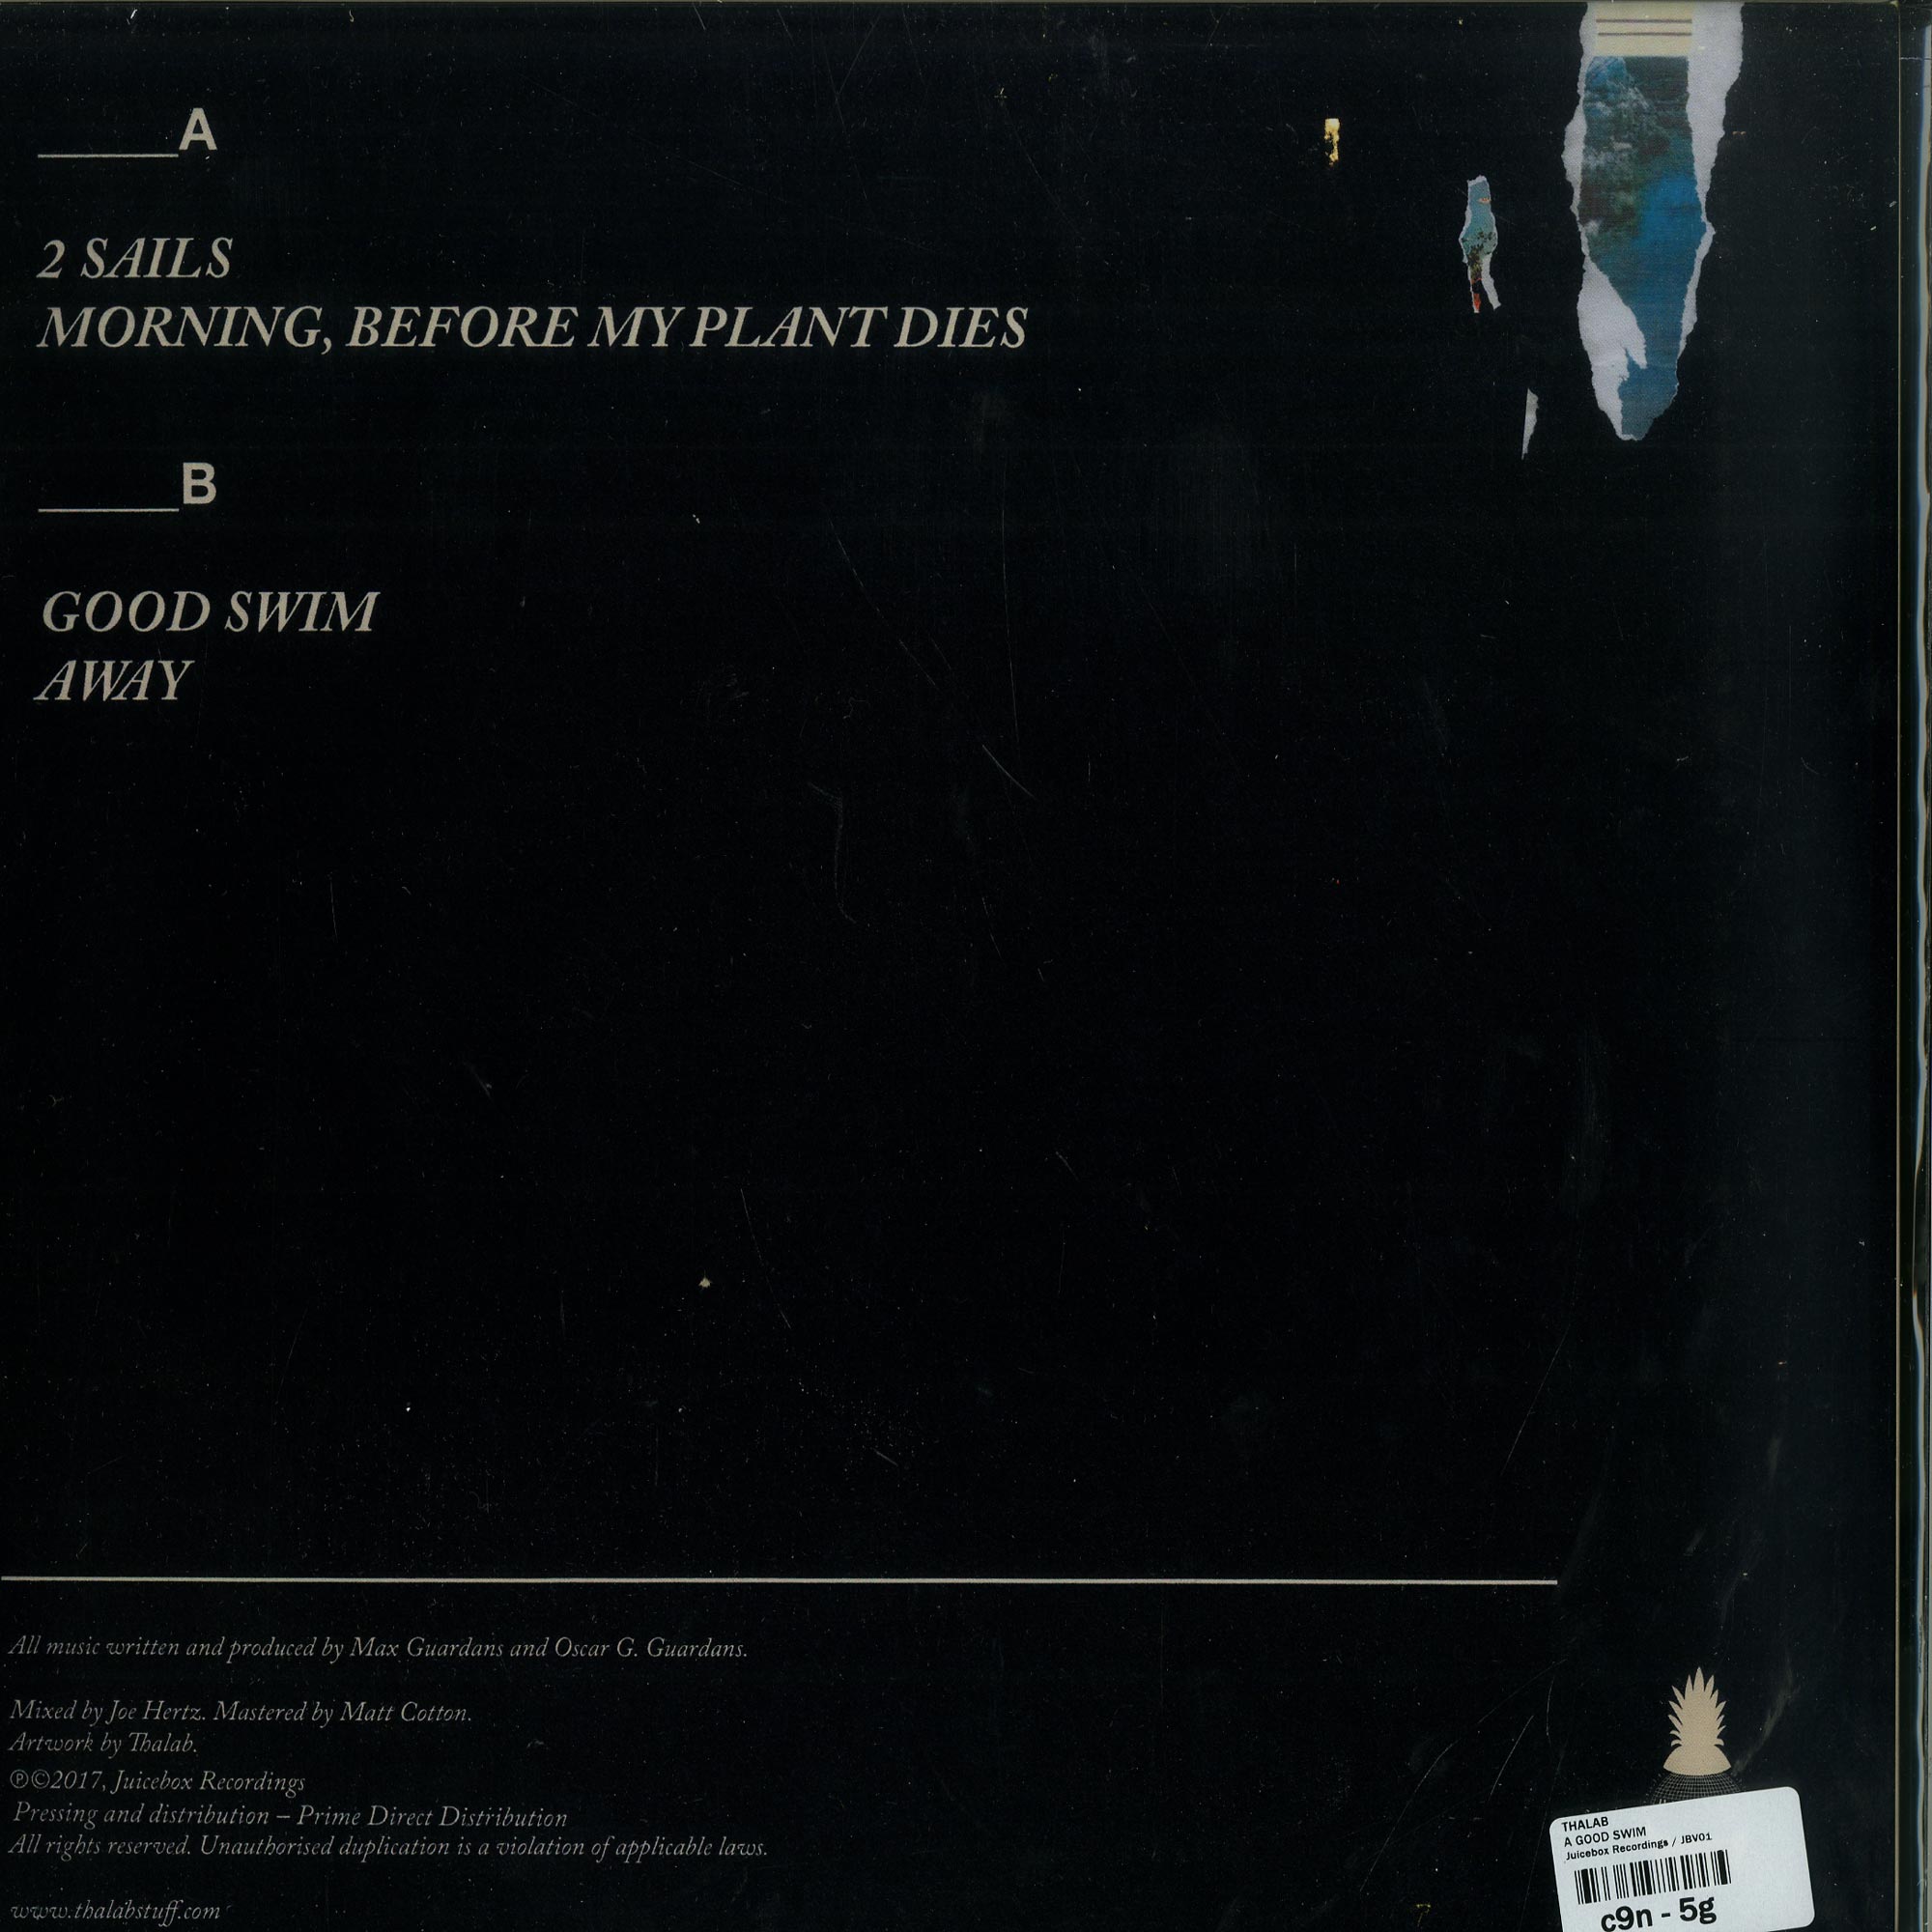 A
2 SAILS
MORNING, BEFORE MY PLANT DIES
B
GOOD SWIM
AWAY
All music written and produced by Max Guardans and Oscar G. Guardans.
Mixed by Joe Hertz. Mastered by Matt Cotton.
Artwork by Thalab.
℗©2017, Juicebox Recordings
Pressing and distribution – Prime Direct Distribution
All rights reserved. Unauthorised duplication is a violation of applicable laws.
www.thalabstuff.com
THALAB
A GOOD SWIM
Juicebox Recordings / JBV01
c9n - 5g